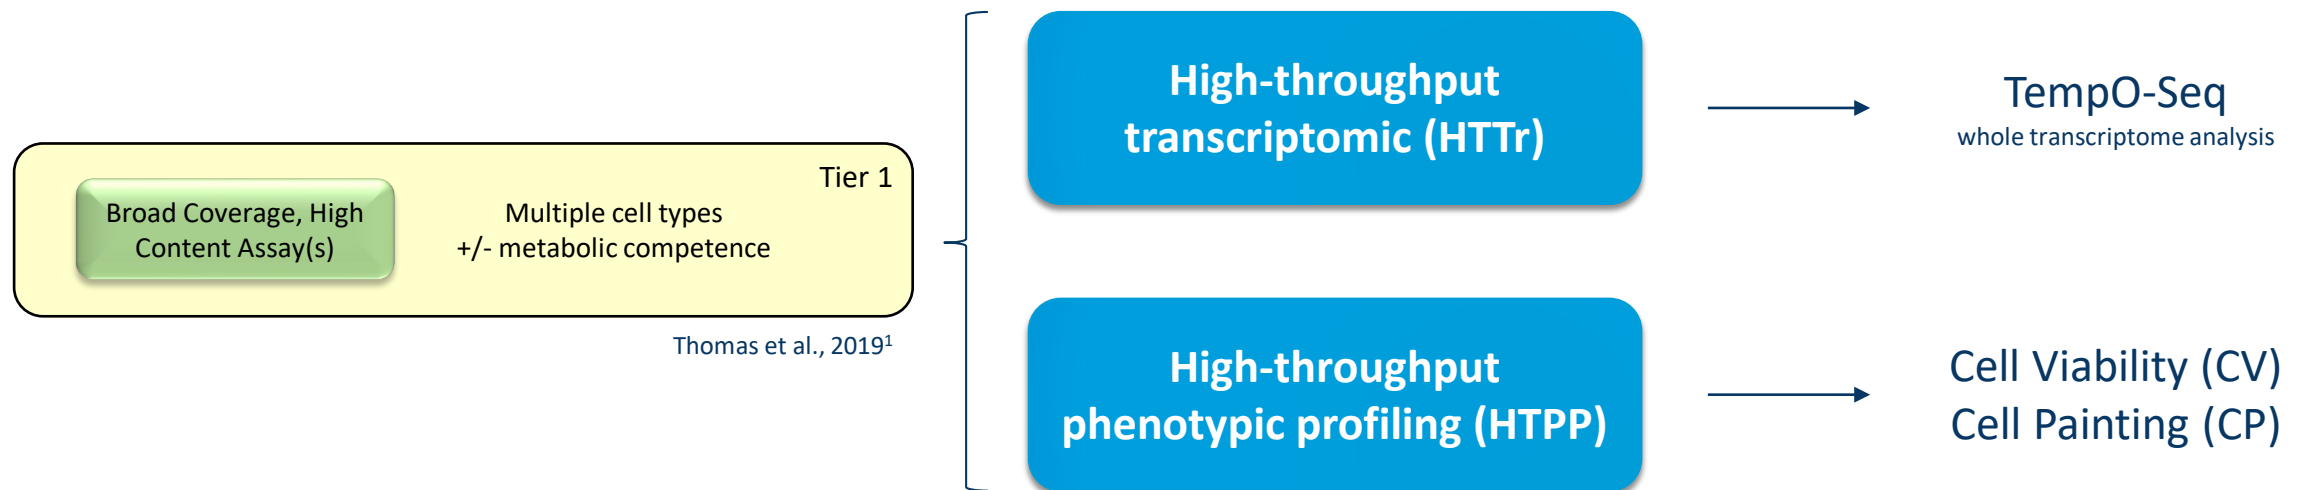 Tier 1
Broad Coverage, High
Content Assay(s)
Multiple cell types
+/- metabolic competence
Thomas et al., 2019¹
High-throughput
transcriptomic (HTTr)
TempO-Seq
whole transcriptome analysis
High-throughput
phenotypic profiling (HTPP)
Cell Viability (CV)
Cell Painting (CP)